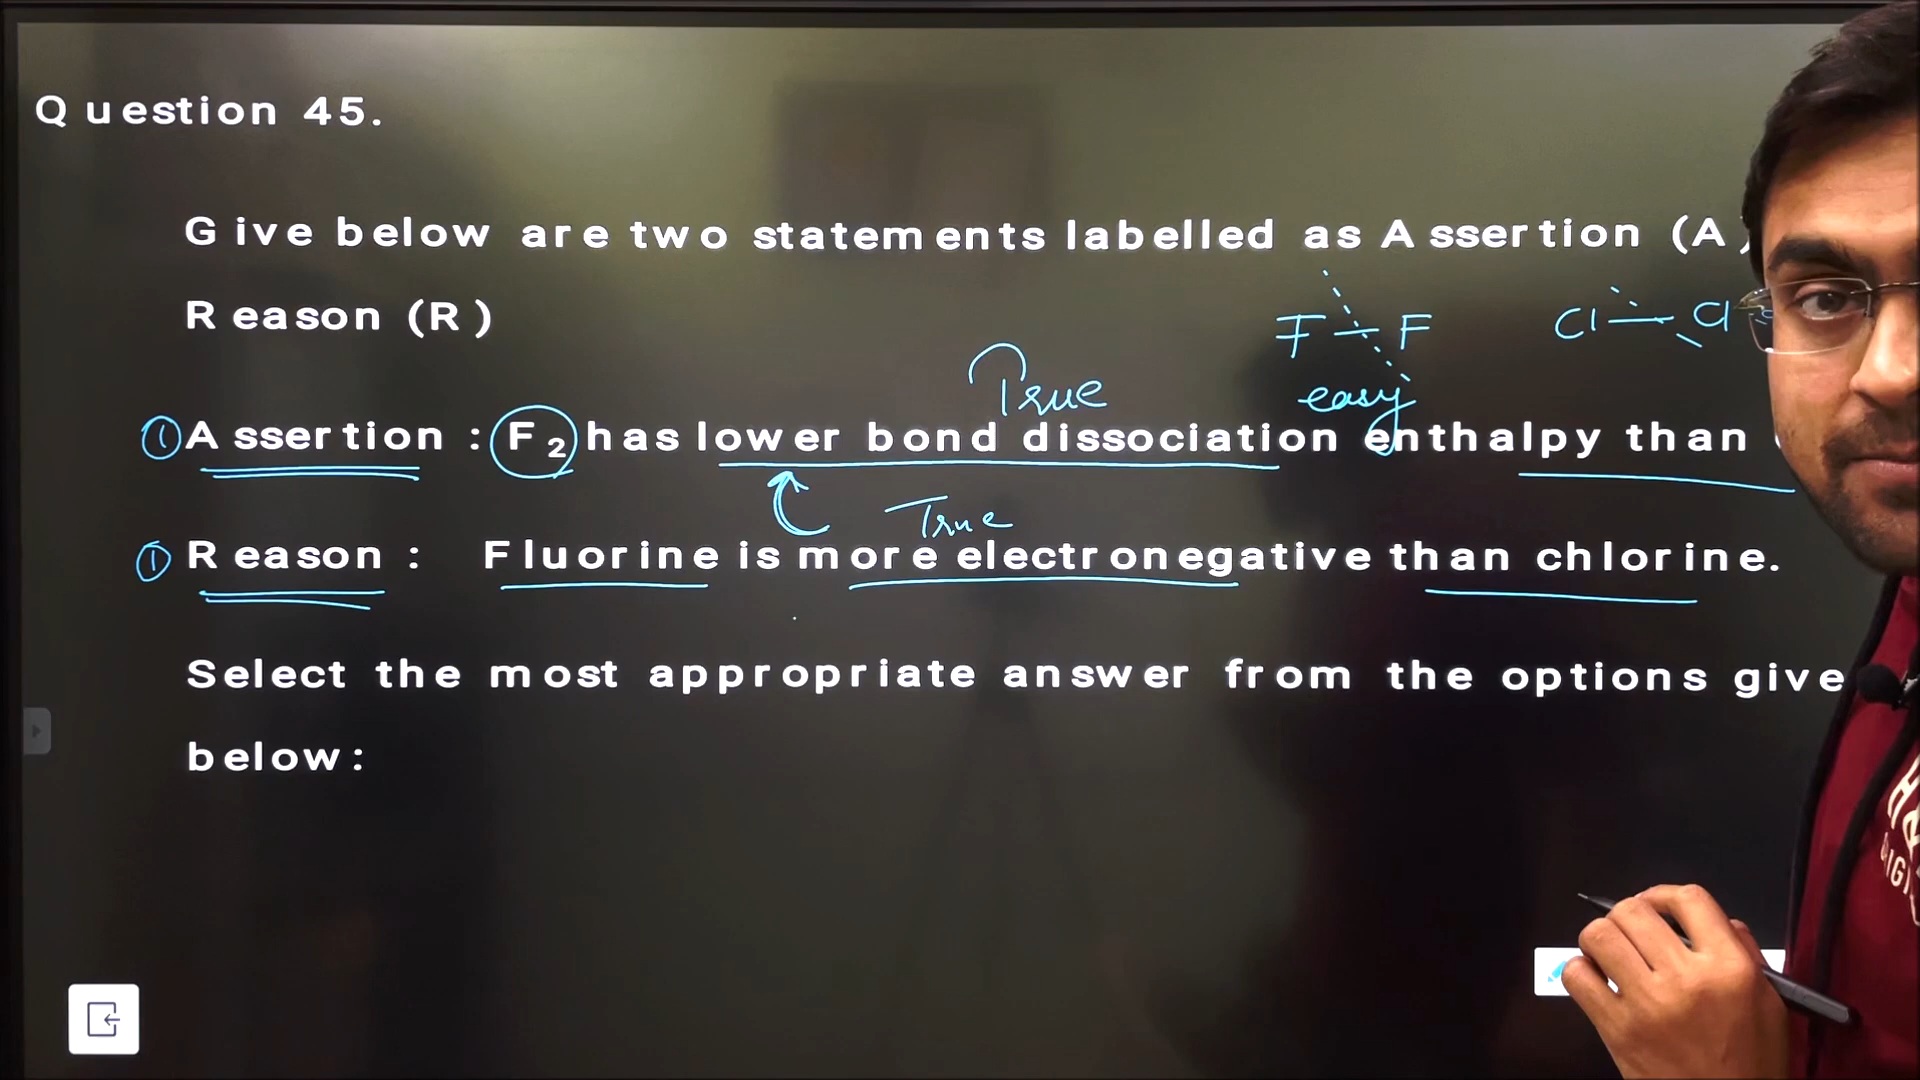 Question 45.
Give below are two statements labelled as Assertion (A)
Reason (R)
F — F
Cl — Cl
True
easy
① Assertion : F₂ has lower bond dissociation enthalpy than
True
① Reason : Fluorine is more electronegative than chlorine.
Select the most appropriate answer from the options give
below: